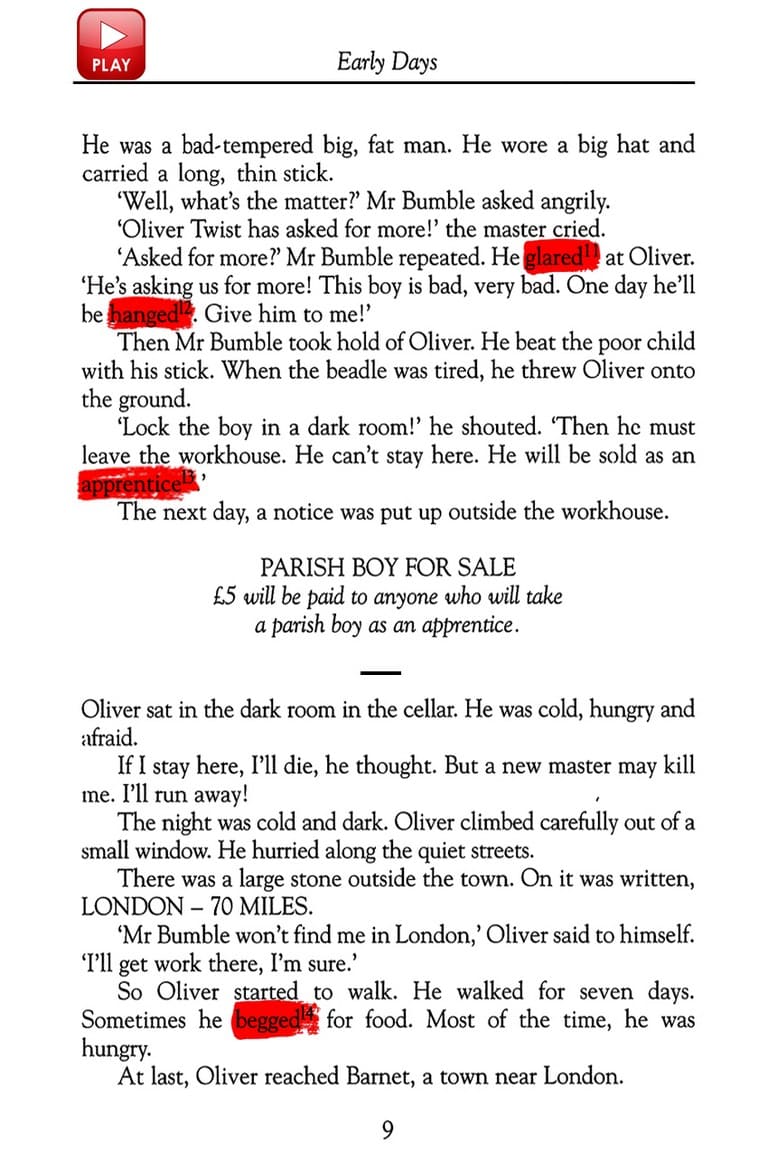 PLAY
Early Days
He was a bad-tempered big, fat man. He wore a big hat and
carried a long, thin stick.
‘Well, what’s the matter?’ Mr Bumble asked angrily.
‘Oliver Twist has asked for more!’ the master cried.
‘Asked for more?’ Mr Bumble repeated. He glared¹¹ at Oliver.
‘He’s asking us for more! This boy is bad, very bad. One day he’ll
be hanged¹². Give him to me!’
Then Mr Bumble took hold of Oliver. He beat the poor child
with his stick. When the beadle was tired, he threw Oliver onto
the ground.
‘Lock the boy in a dark room!’ he shouted. ‘Then he must
leave the workhouse. He can’t stay here. He will be sold as an
apprentice¹³.’
The next day, a notice was put up outside the workhouse.
PARISH BOY FOR SALE
£5 will be paid to anyone who will take
a parish boy as an apprentice.
Oliver sat in the dark room in the cellar. He was cold, hungry and
afraid.
If I stay here, I’ll die, he thought. But a new master may kill
me. I’ll run away!
The night was cold and dark. Oliver climbed carefully out of a
small window. He hurried along the quiet streets.
There was a large stone outside the town. On it was written,
LONDON – 70 MILES.
‘Mr Bumble won’t find me in London,’ Oliver said to himself.
‘I’ll get work there, I’m sure.’
So Oliver started to walk. He walked for seven days.
Sometimes he begged¹⁴ for food. Most of the time, he was
hungry.
At last, Oliver reached Barnet, a town near London.
9